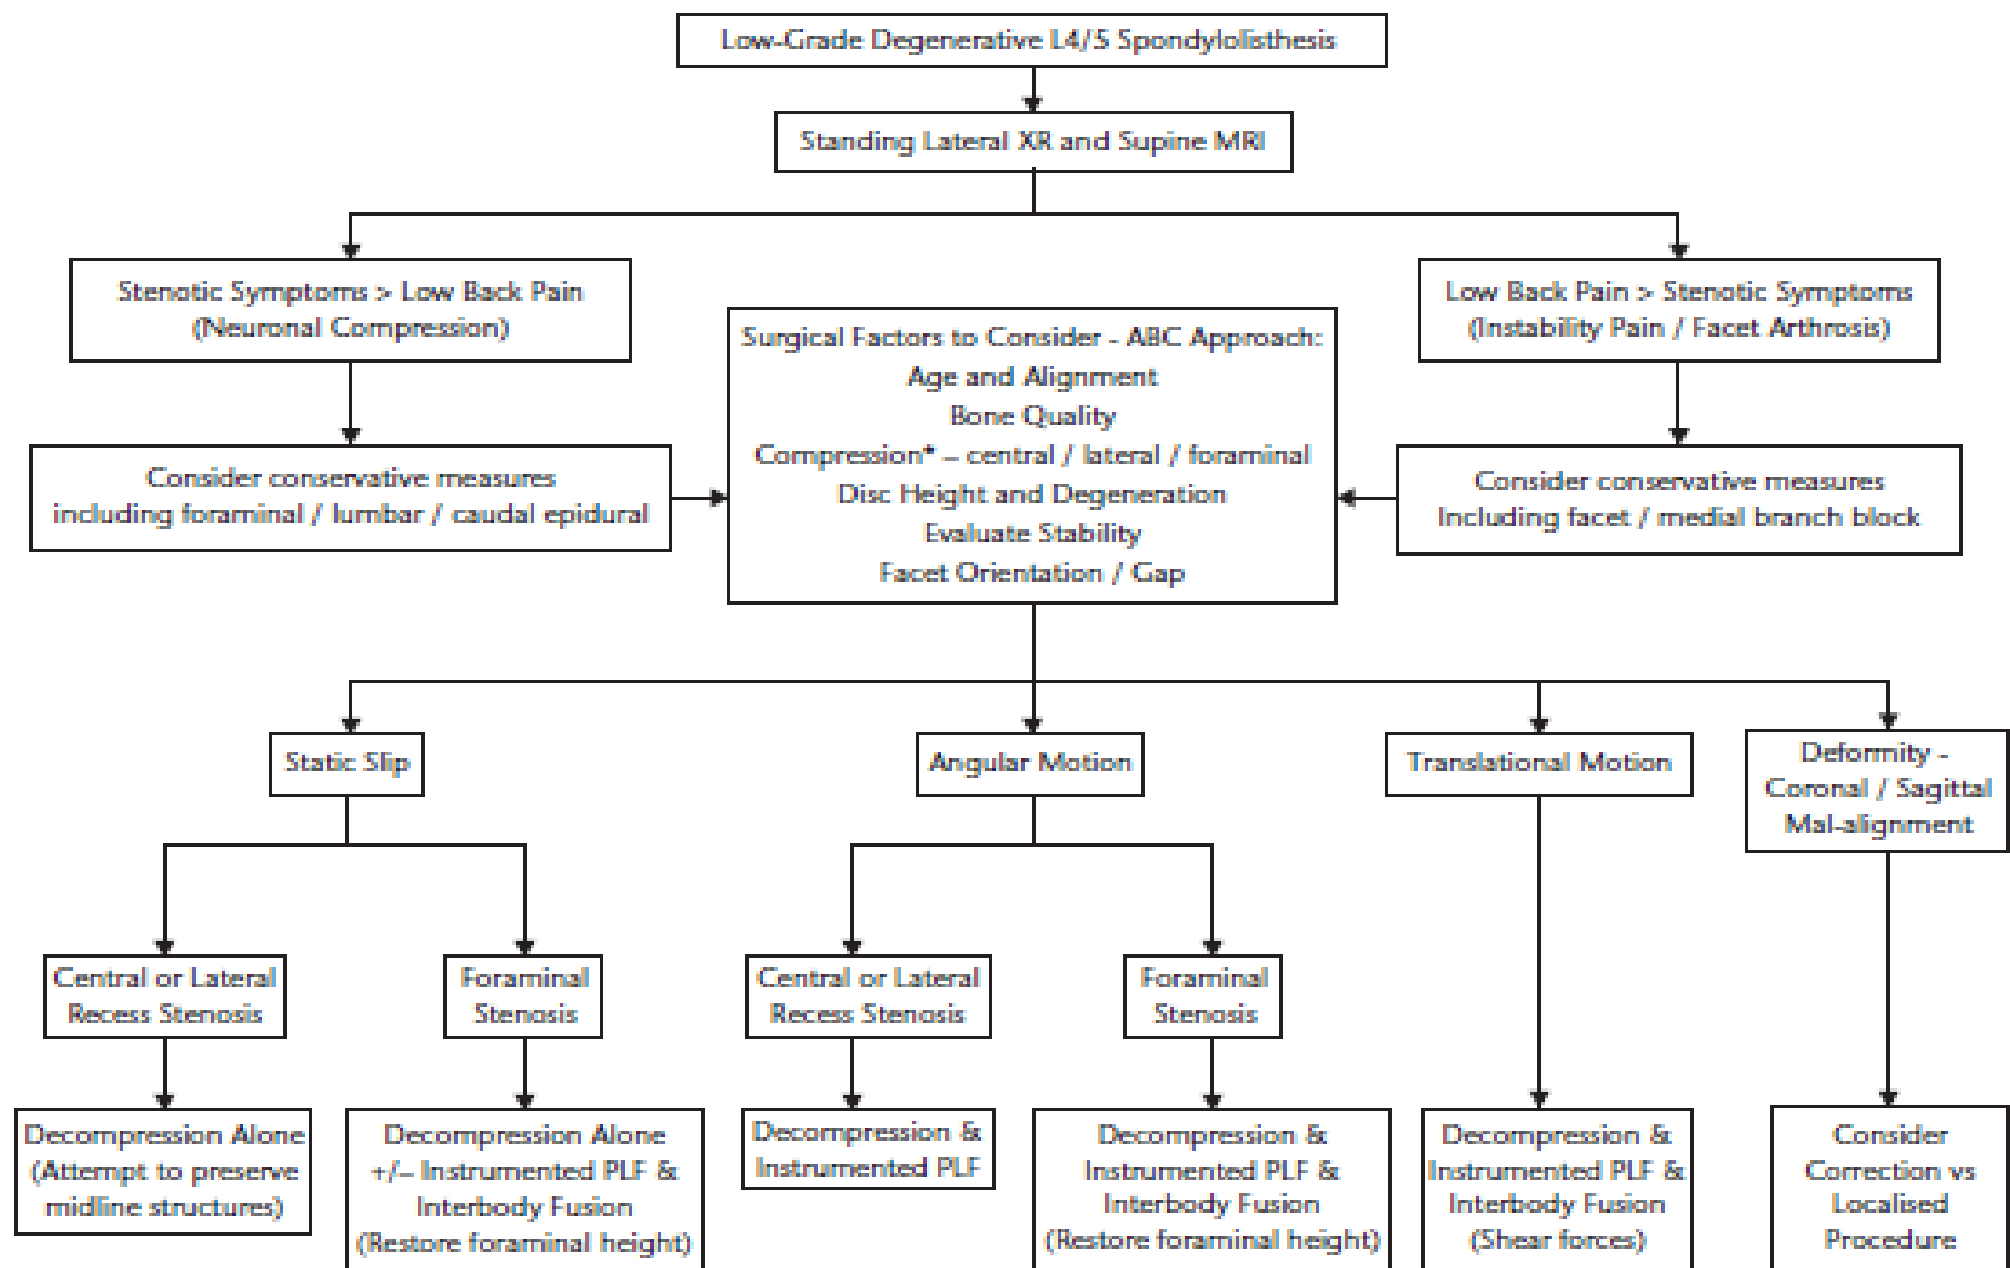 Low-Grade Degenerative L4/5 Spondylolisthesis
Standing Lateral XR and Supine MRI
Stenotic Symptoms > Low Back Pain
(Neuronal Compression)
Low Back Pain > Stenotic Symptoms
(Instability Pain / Facet Arthrosis)
Surgical Factors to Consider - ABC Approach:
Age and Alignment
Bone Quality
Compression* – central / lateral / foraminal
Disc Height and Degeneration
Evaluate Stability
Facet Orientation / Gap
Consider conservative measures
including foraminal / lumbar / caudal epidural
Consider conservative measures
Including facet / medial branch block
Static Slip
Angular Motion
Translational Motion
Deformity -
Coronal / Sagittal
Mal-alignment
Central or Lateral
Recess Stenosis
Foraminal
Stenosis
Central or Lateral
Recess Stenosis
Foraminal
Stenosis
Decompression Alone
(Attempt to preserve
midline structures)
Decompression Alone
+/– Instrumented PLF &
Interbody Fusion
(Restore foraminal height)
Decompression &
Instrumented PLF
Decompression &
Instrumented PLF &
Interbody Fusion
(Restore foraminal height)
Decompression &
Instrumented PLF &
Interbody Fusion
(Shear forces)
Consider
Correction vs
Localised
Procedure